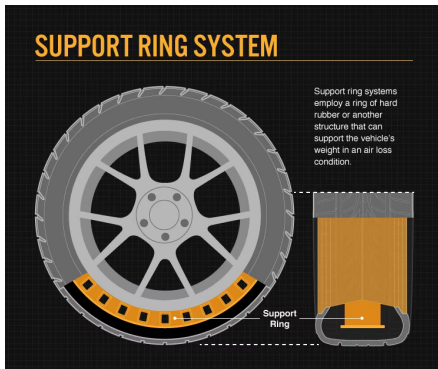 SUPPORT RING SYSTEM
Support ring systems
employ a ring of hard
rubber or another
structure that can
support the vehicle's
weight in an air loss
condition.
Support
Ring